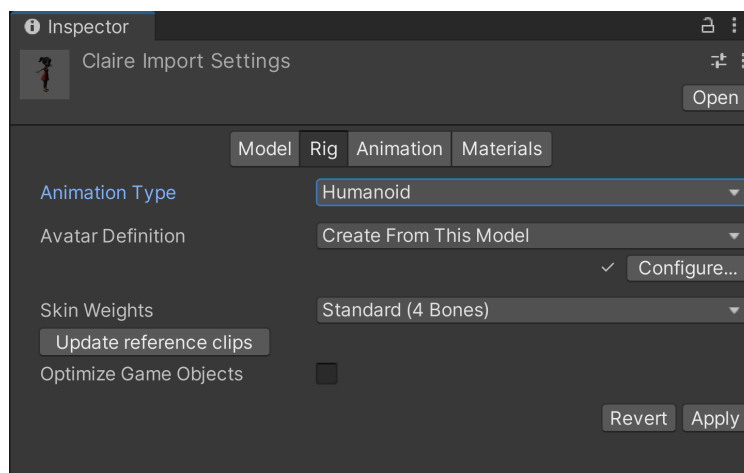 Inspector
Claire Import Settings
Open
Model Rig Animation Materials
Animation Type Humanoid
Avatar Definition Create From This Model
Configure...
Skin Weights Standard (4 Bones)
Update reference clips
Optimize Game Objects
Revert Apply